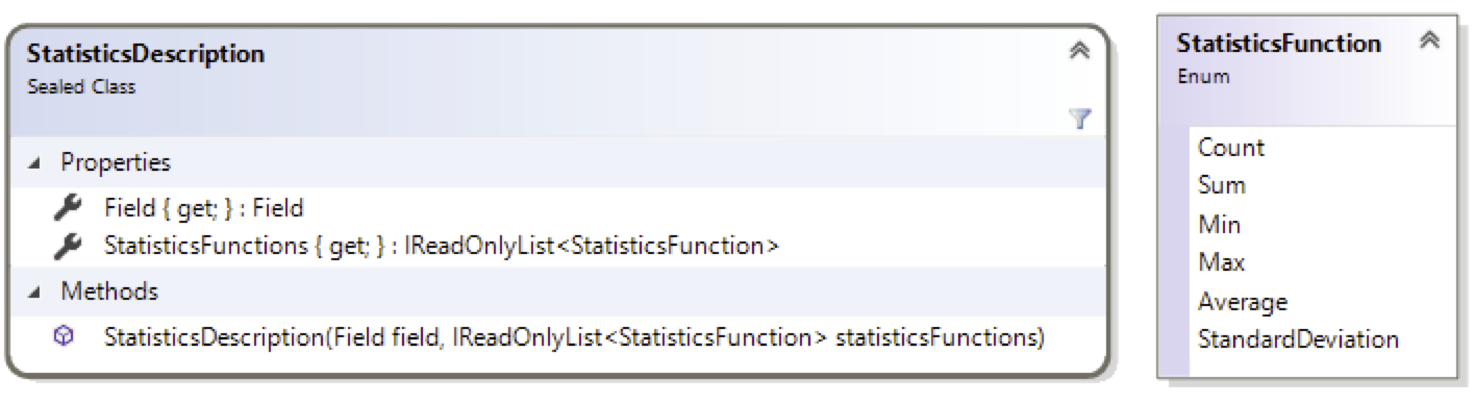 StatisticsDescription
Sealed Class
Properties
Field { get; } : Field
StatisticsFunctions { get; } : IReadOnlyList<StatisticsFunction>
Methods
StatisticsDescription(Field field, IReadOnlyList<StatisticsFunction> statisticsFunctions)
StatisticsFunction
Enum
Count
Sum
Min
Max
Average
StandardDeviation